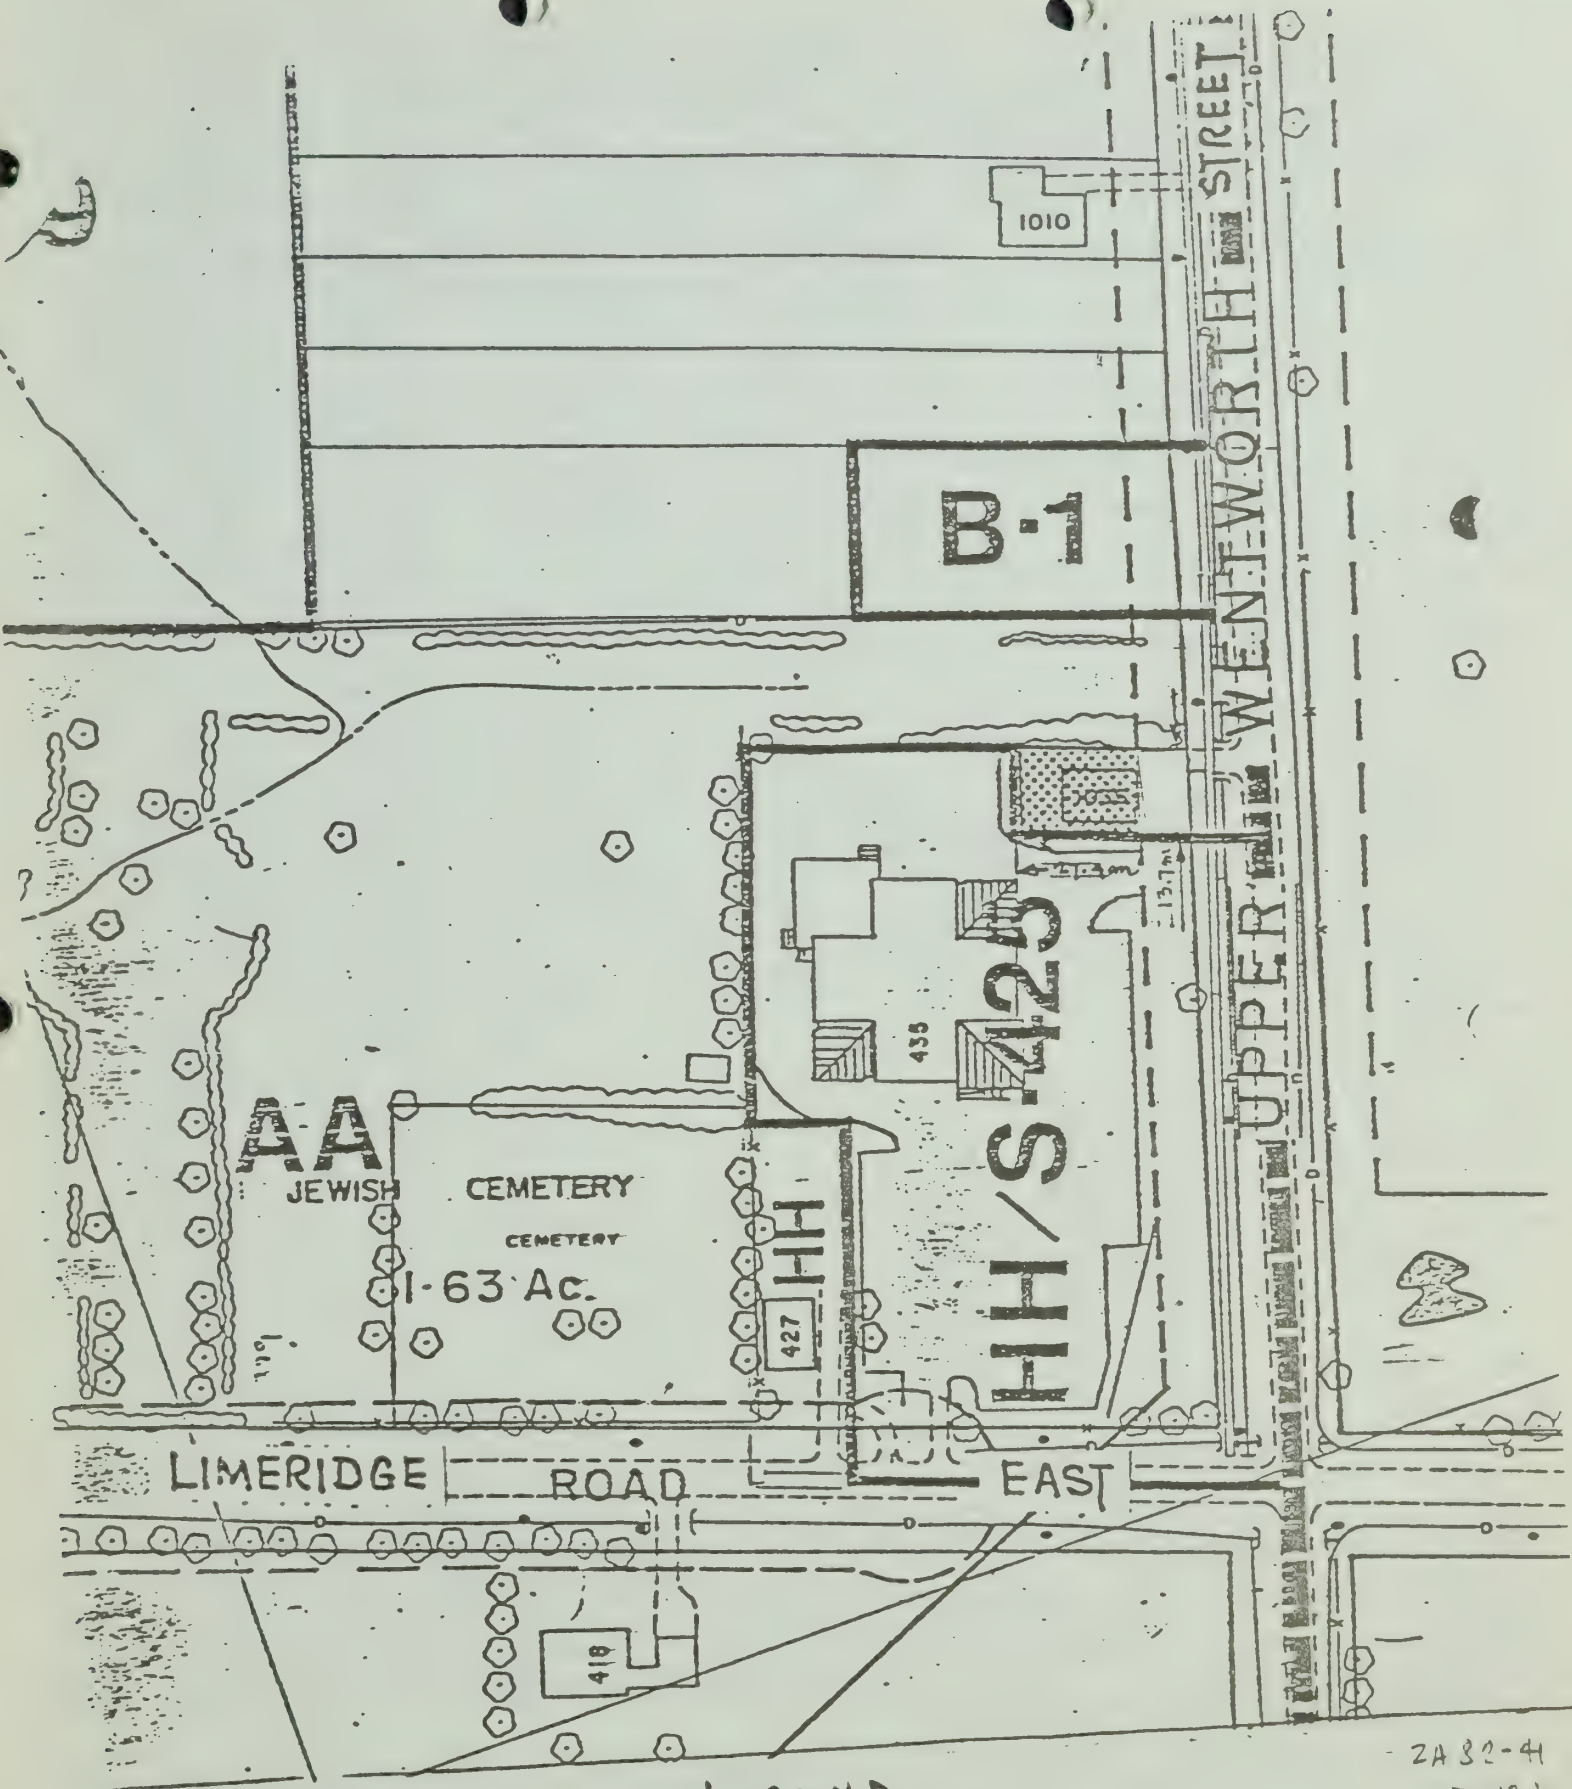 UPPER WENTWORTH STREET
1010
B-1
13.7m
HH/S-423
435
AA
JEWISH CEMETERY
CEMETERY
1-63 Ac.
HH
427
LIMERIDGE ROAD EAST
418
ZA 82-41